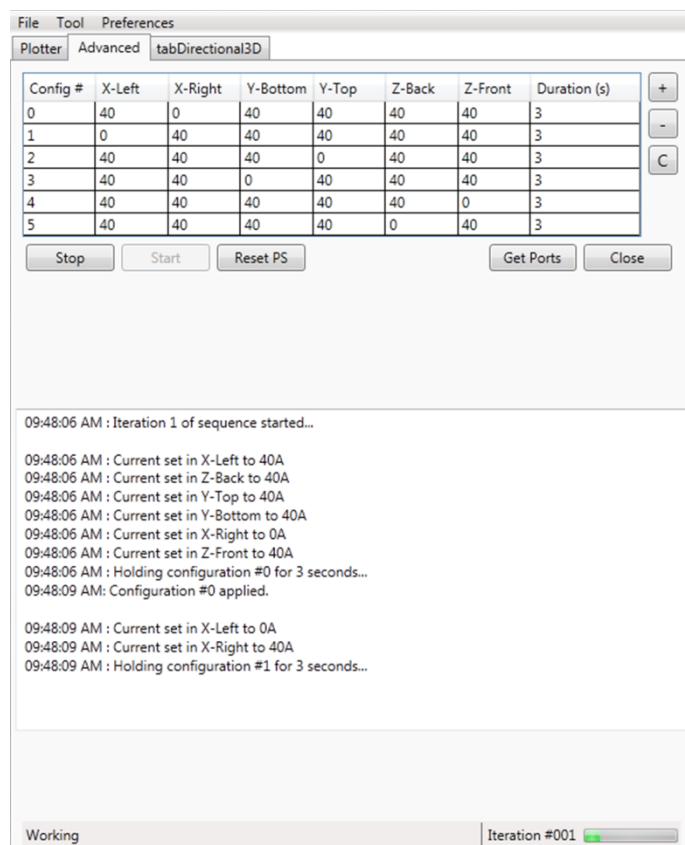 File Tool Preferences
Plotter Advanced tabDirectional3D
Config # X-Left X-Right Y-Bottom Y-Top Z-Back Z-Front Duration (s)
0 40 0 40 40 40 40 3
1 0 40 40 40 40 40 3
2 40 40 40 0 40 40 3
3 40 40 0 40 40 40 3
4 40 40 40 40 40 0 3
5 40 40 40 40 0 40 3
+
-
C
Stop Start Reset PS Get Ports Close
09:48:06 AM : Iteration 1 of sequence started...
09:48:06 AM : Current set in X-Left to 40A
09:48:06 AM : Current set in Z-Back to 40A
09:48:06 AM : Current set in Y-Top to 40A
09:48:06 AM : Current set in Y-Bottom to 40A
09:48:06 AM : Current set in X-Right to 0A
09:48:06 AM : Current set in Z-Front to 40A
09:48:06 AM : Holding configuration #0 for 3 seconds...
09:48:09 AM: Configuration #0 applied.
09:48:09 AM : Current set in X-Left to 0A
09:48:09 AM : Current set in X-Right to 40A
09:48:09 AM : Holding configuration #1 for 3 seconds...
Working Iteration #001